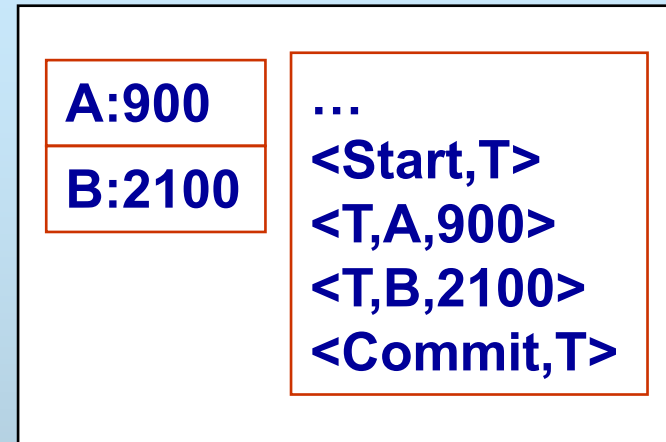 A:900
B:2100
…
<Start,T>
<T,A,900>
<T,B,2100>
<Commit,T>